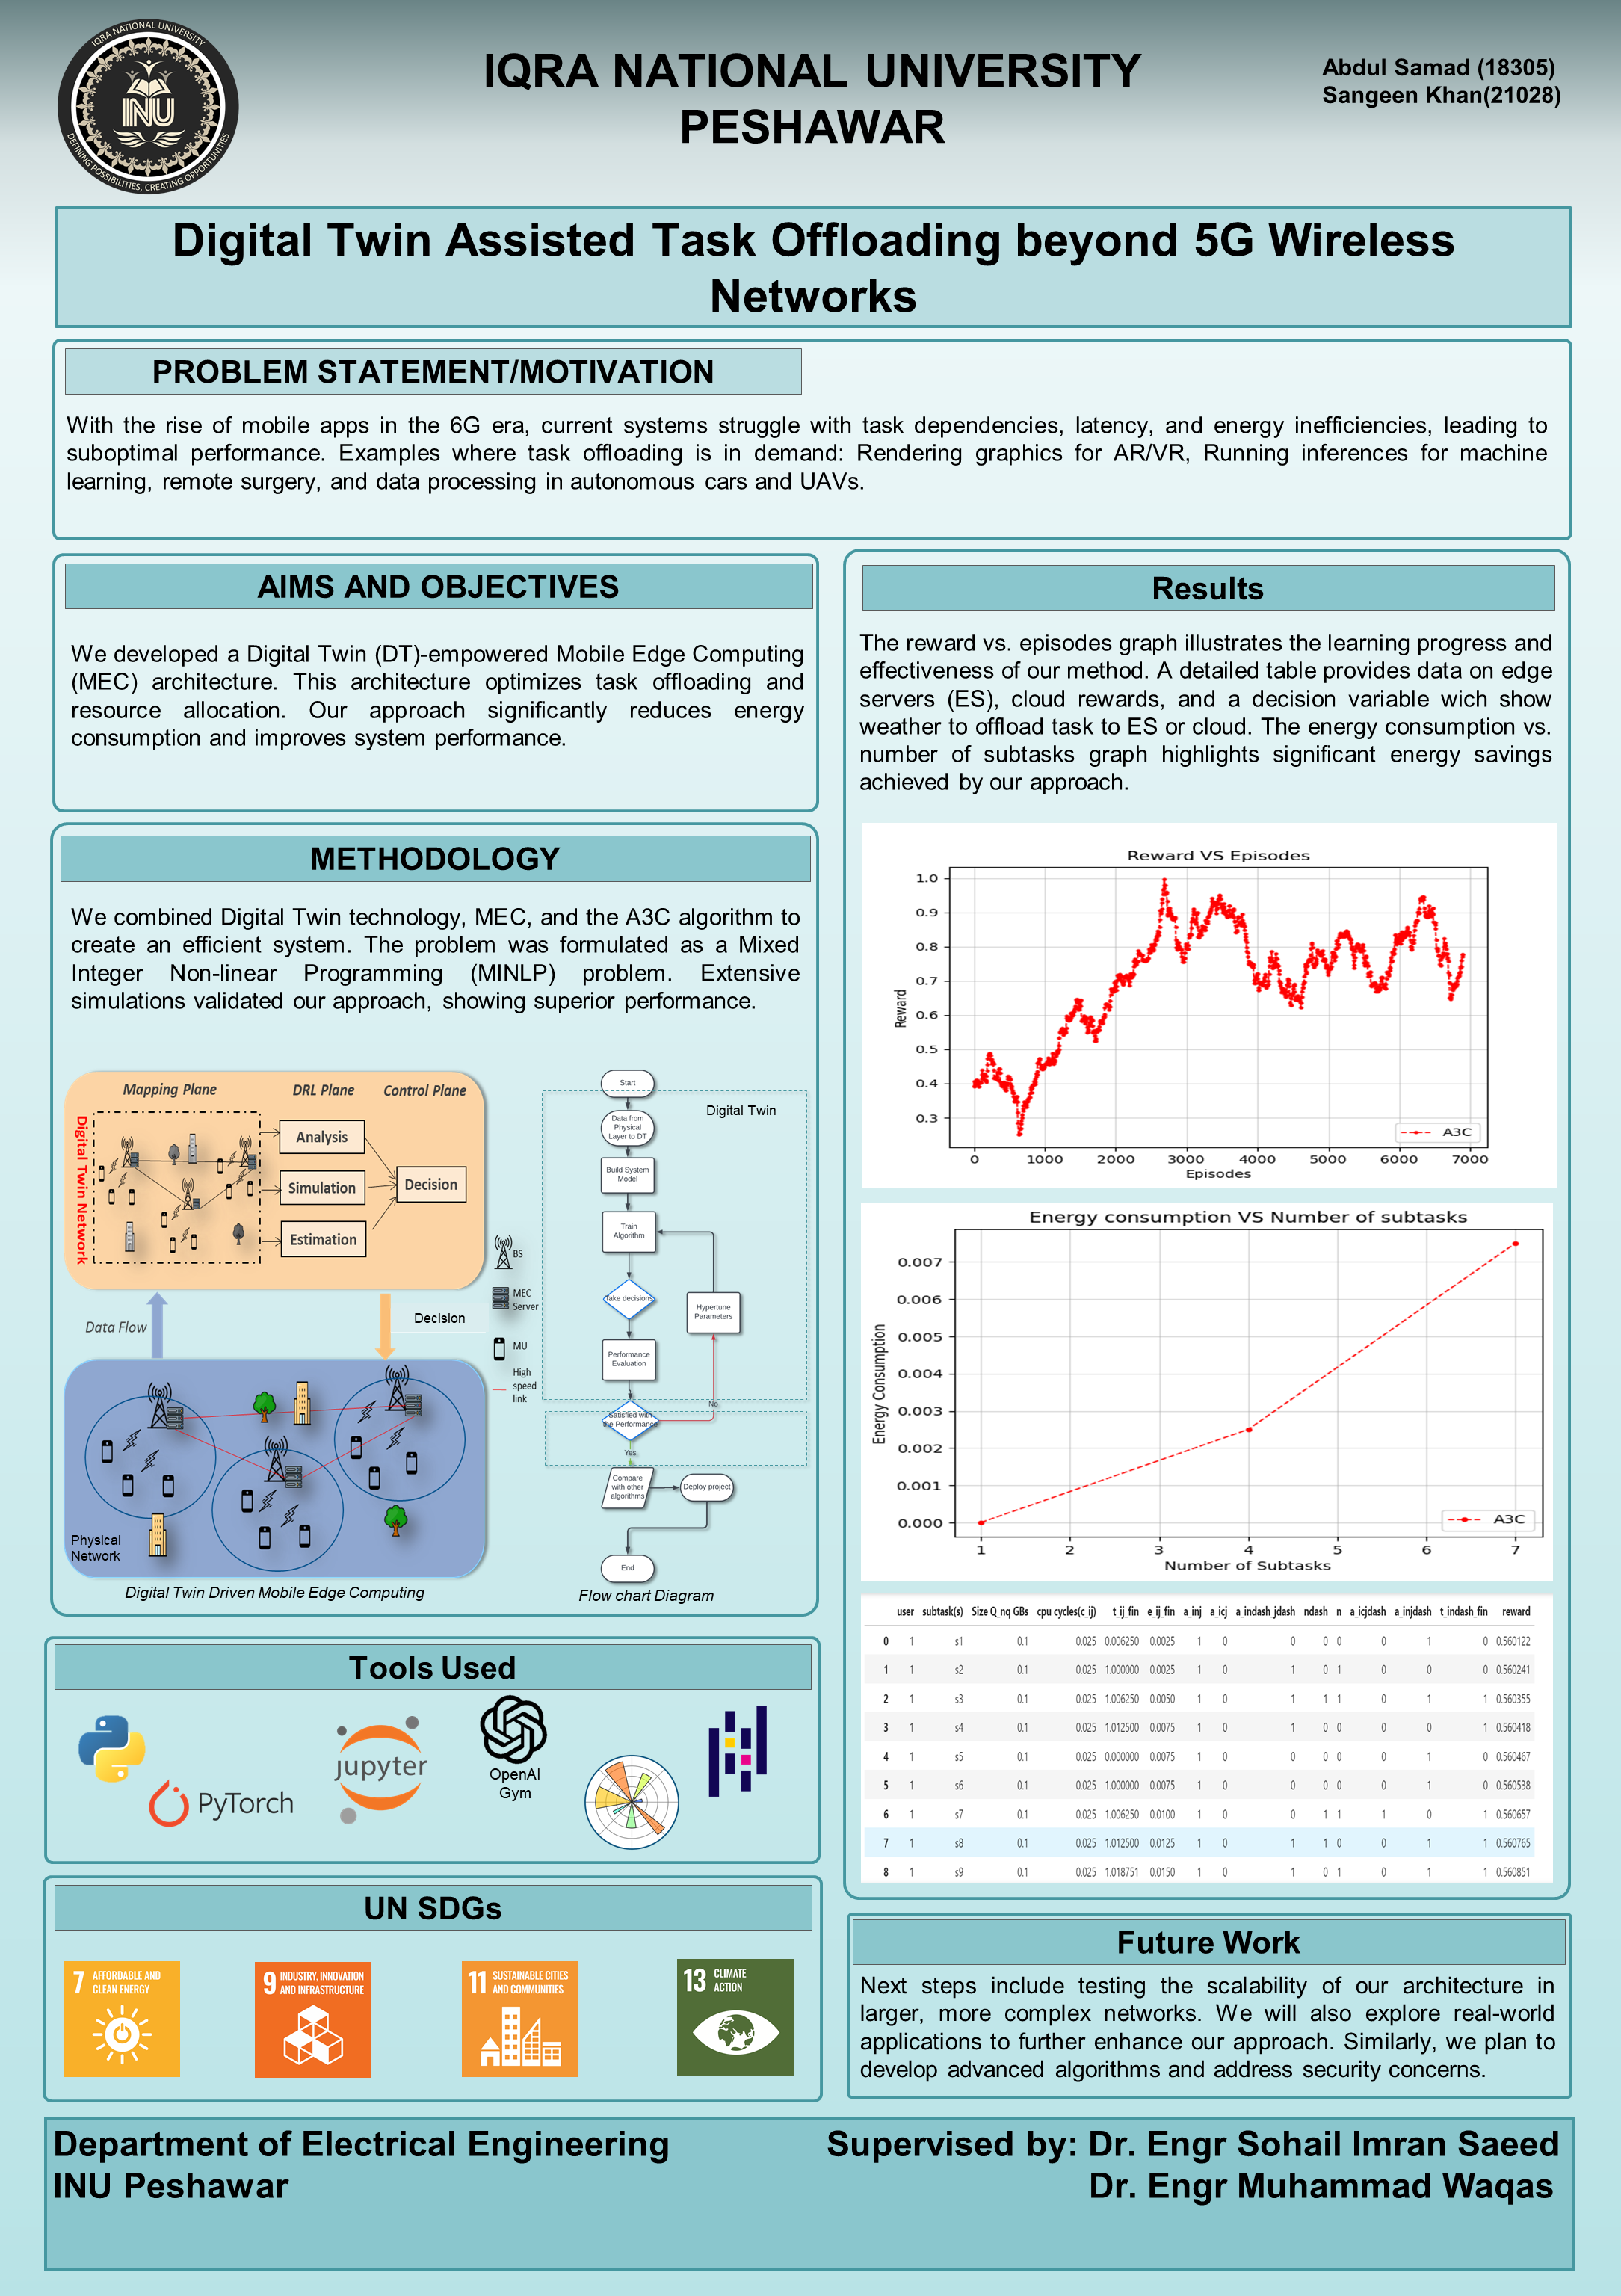 IQRA NATIONAL UNIVERSITY
DEFINING POSSIBILITIES, CREATING OPPORTUNITIES
INU
IQRA NATIONAL UNIVERSITY
PESHAWAR
Abdul Samad (18305)
Sangeen Khan(21028)
Digital Twin Assisted Task Offloading beyond 5G Wireless
Networks
PROBLEM STATEMENT/MOTIVATION
With the rise of mobile apps in the 6G era, current systems struggle with task dependencies, latency, and energy inefficiencies, leading to
suboptimal performance. Examples where task offloading is in demand: Rendering graphics for AR/VR, Running inferences for machine
learning, remote surgery, and data processing in autonomous cars and UAVs.
AIMS AND OBJECTIVES
We developed a Digital Twin (DT)-empowered Mobile Edge Computing
(MEC) architecture. This architecture optimizes task offloading and
resource allocation. Our approach significantly reduces energy
consumption and improves system performance.
METHODOLOGY
We combined Digital Twin technology, MEC, and the A3C algorithm to
create an efficient system. The problem was formulated as a Mixed
Integer Non-linear Programming (MINLP) problem. Extensive
simulations validated our approach, showing superior performance.
Mapping Plane DRL Plane Control Plane
Digital Twin Network
Analysis
Simulation
Estimation
Decision
Data Flow
Decision
BS
MEC
Server
MU
High
speed
link
Physical
Network
Digital Twin Driven Mobile Edge Computing
Start
Digital Twin
Data from
Physical
Layer to DT
Build System
Model
Train
Algorithm
Take decisions
Hypertune
Parameters
Performance
Evaluation
No
Satisfied with
the Performance
Yes
Compare
with other
algorithms
Deploy project
End
Flow chart Diagram
Tools Used
PyTorch
jupyter
OpenAI
Gym
UN SDGs
7 AFFORDABLE AND
CLEAN ENERGY
9 INDUSTRY, INNOVATION
AND INFRASTRUCTURE
11 SUSTAINABLE CITIES
AND COMMUNITIES
13 CLIMATE
ACTION
Results
The reward vs. episodes graph illustrates the learning progress and
effectiveness of our method. A detailed table provides data on edge
servers (ES), cloud rewards, and a decision variable wich show
weather to offload task to ES or cloud. The energy consumption vs.
number of subtasks graph highlights significant energy savings
achieved by our approach.
Reward VS Episodes
Reward
1.0
0.9
0.8
0.7
0.6
0.5
0.4
0.3
A3C
0 1000 2000 3000 4000 5000 6000 7000
Episodes
Energy consumption VS Number of subtasks
Energy Consumption
0.007
0.006
0.005
0.004
0.003
0.002
0.001
0.000
A3C
1 2 3 4 5 6 7
Number of Subtasks
user subtask(s) Size Q_nq GBs cpu cycles(c_ij) t_ij_fin e_ij_fin a_inj a_icj a_indash_jdash ndash n a_icjdash a_injdash t_indash_fin reward
0 1 s1 0.1 0.025 0.006250 0.0025 1 0 0 0 0 0 1 0 0.560122
1 1 s2 0.1 0.025 1.000000 0.0025 1 0 1 0 1 0 0 0 0.560241
2 1 s3 0.1 0.025 1.006250 0.0050 1 0 1 1 1 0 1 1 0.560355
3 1 s4 0.1 0.025 1.012500 0.0075 1 0 1 0 0 0 0 1 0.560418
4 1 s5 0.1 0.025 0.000000 0.0075 1 0 0 0 0 0 1 0 0.560467
5 1 s6 0.1 0.025 1.000000 0.0075 1 0 0 0 0 0 1 0 0.560538
6 1 s7 0.1 0.025 1.006250 0.0100 1 0 0 1 1 1 0 1 0.560657
7 1 s8 0.1 0.025 1.012500 0.0125 1 0 1 1 0 0 1 1 0.560765
8 1 s9 0.1 0.025 1.018751 0.0150 1 0 1 0 1 0 1 1 0.560851
Future Work
Next steps include testing the scalability of our architecture in
larger, more complex networks. We will also explore real-world
applications to further enhance our approach. Similarly, we plan to
develop advanced algorithms and address security concerns.
Department of Electrical Engineering
INU Peshawar
Supervised by: Dr. Engr Sohail Imran Saeed
Dr. Engr Muhammad Waqas